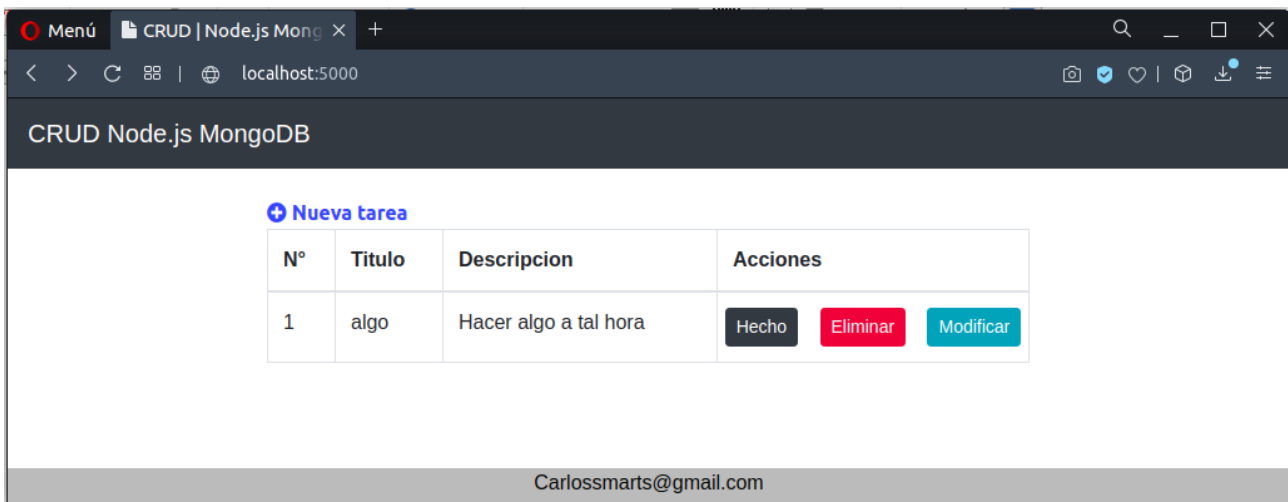 Menú CRUD | Node.js Mong
localhost:5000
CRUD Node.js MongoDB
Nueva tarea
N° Titulo Descripcion Acciones
1 algo Hacer algo a tal hora Hecho Eliminar Modificar
Carlossmarts@gmail.com